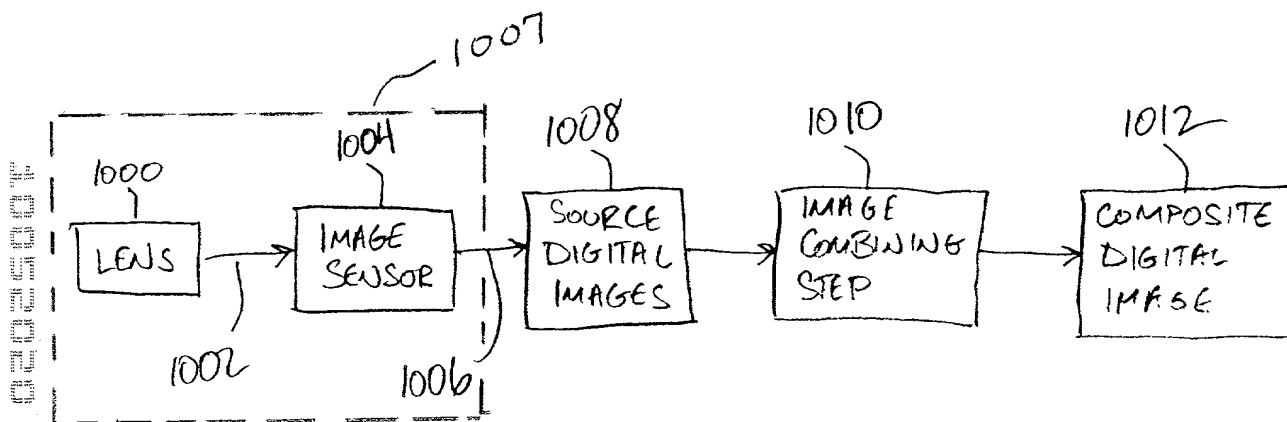 1007
1004
1008
1010
1012
1000
LENS
IMAGE
SENSOR
SOURCE
DIGITAL
IMAGES
IMAGE
COMBINING
STEP
COMPOSITE
DIGITAL
IMAGE
1002
1006